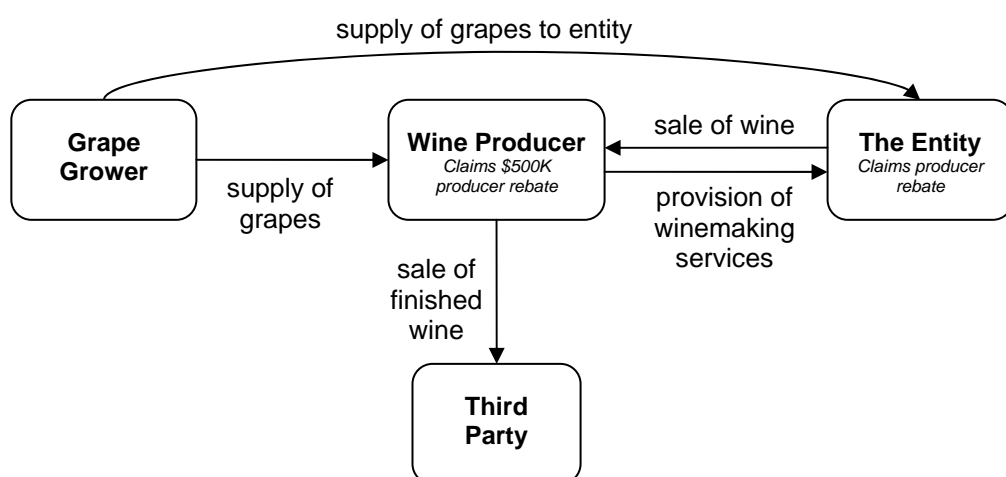 supply of grapes to entity
Grape
Grower
supply of
grapes
Wine Producer
Claims $500K
producer rebate
sale of wine
provision of
winemaking
services
The Entity
Claims producer
rebate
sale of
finished
wine
Third
Party